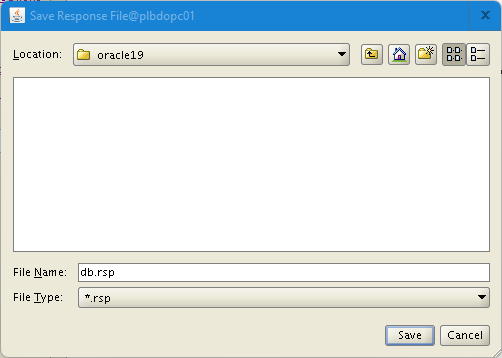 Save Response File@plbdopc01
Location: oracle19
File Name: db.rsp
File Type: *.rsp
Save Cancel